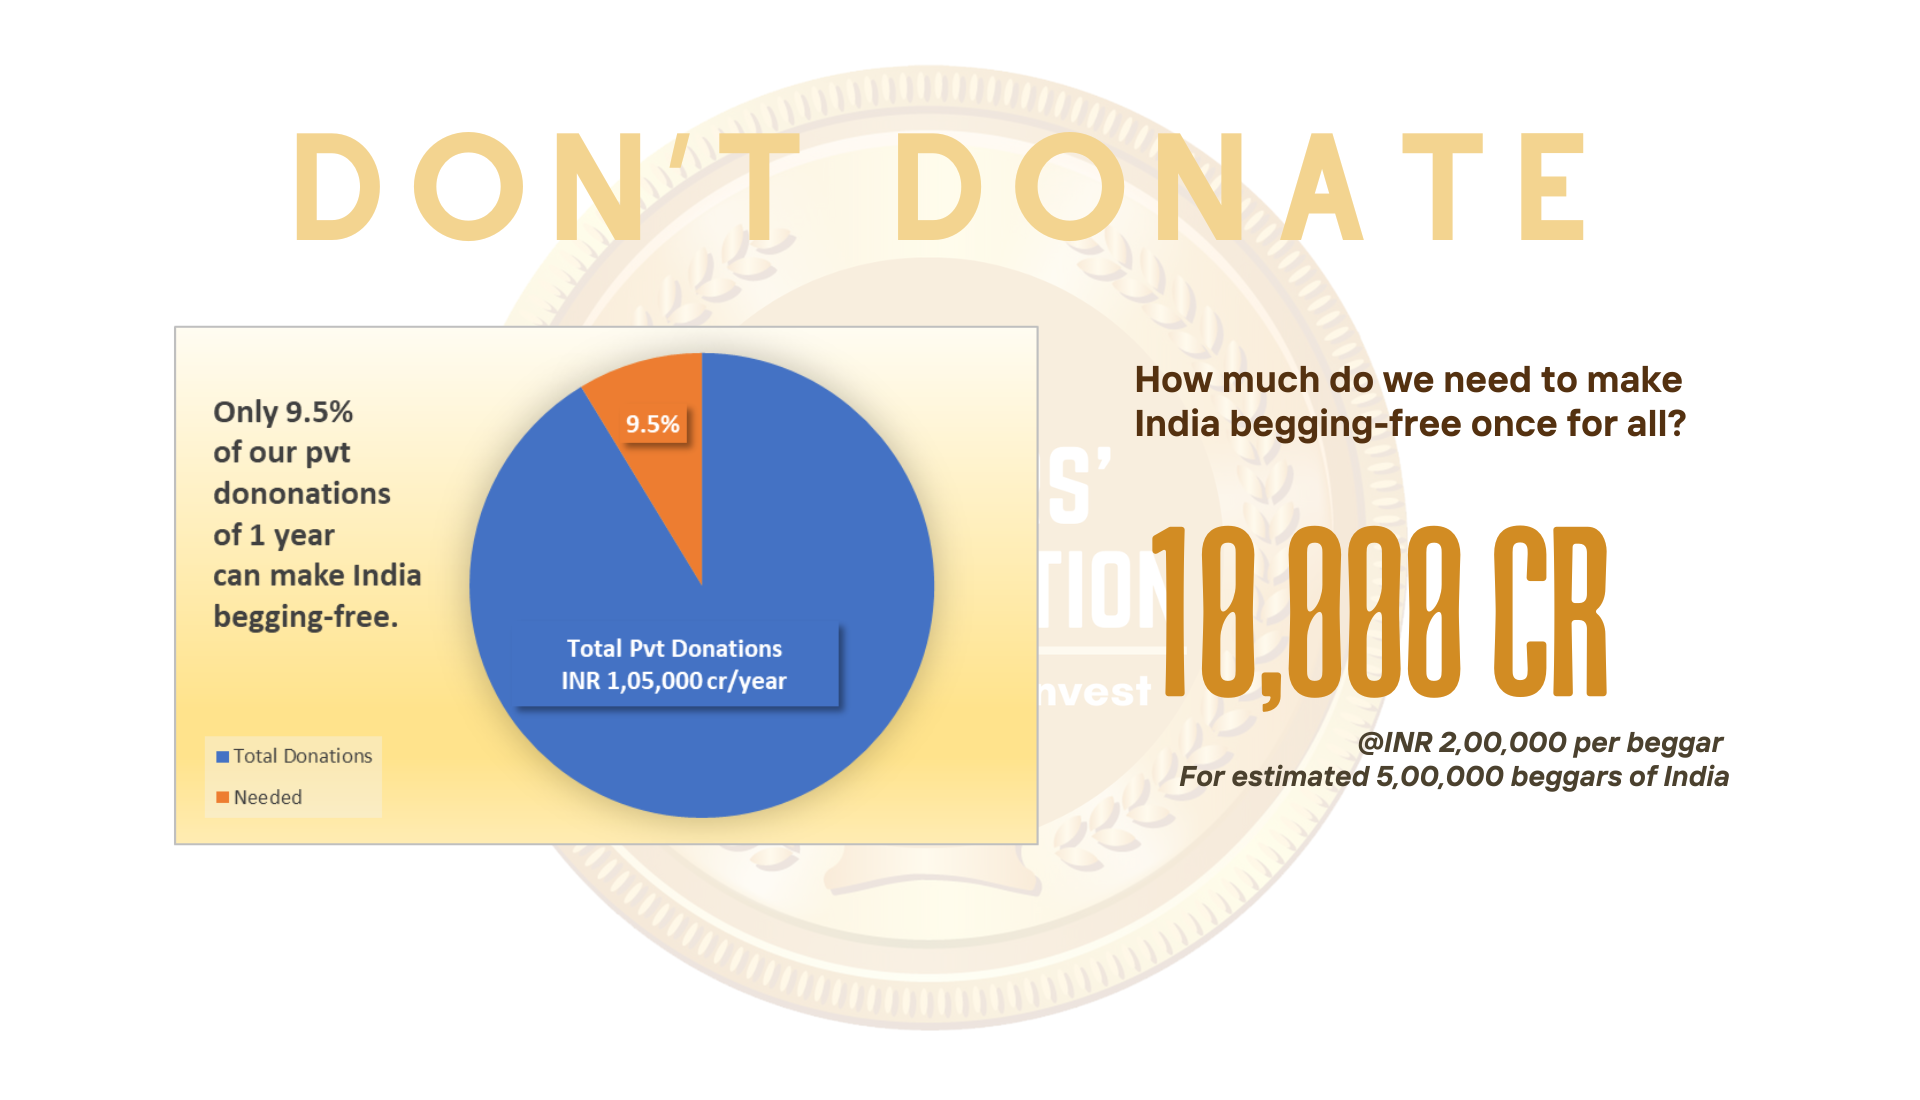 DON'T DONATE
Only 9.5%
of our pvt
dononations
of 1 year
can make India
begging-free.
9.5%
Total Pvt Donations
INR 1,05,000 cr/year
Total Donations
Needed
How much do we need to make
India begging-free once for all?
S'
TION
nvest
10,000 CR
@INR 2,00,000 per beggar
For estimated 5,00,000 beggars of India